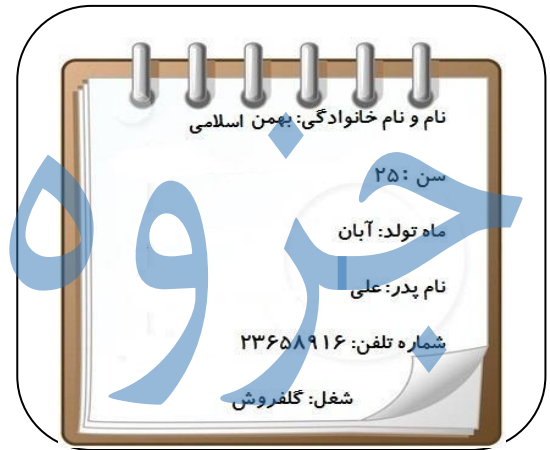 نام و نام خانوادگی: بهمن اسلامی
سن : ۲۵
ماه تولد: آبان
نام پدر: علی
شماره تلفن: ۲۳۶۵۸۹۱۶
شغل: گلفروش
جزوه